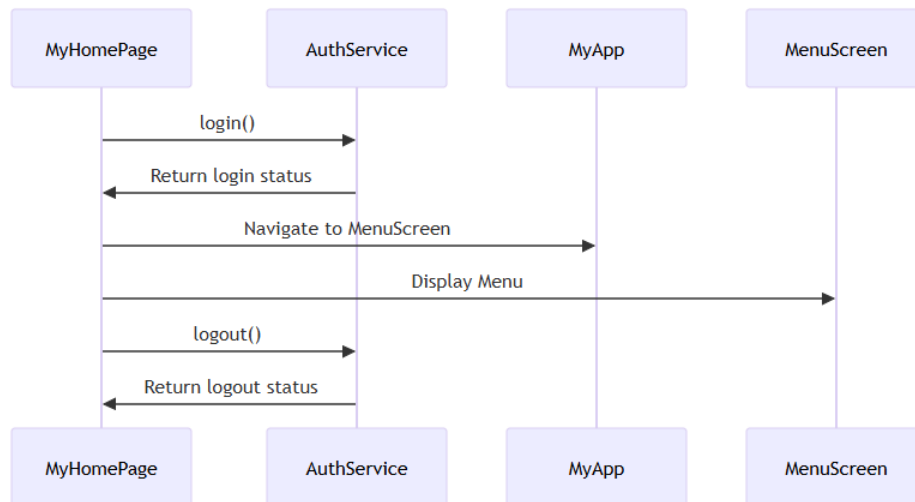 MyHomePage AuthService MyApp MenuScreen
login()
Return login status
Navigate to MenuScreen
Display Menu
logout()
Return logout status
MyHomePage AuthService MyApp MenuScreen